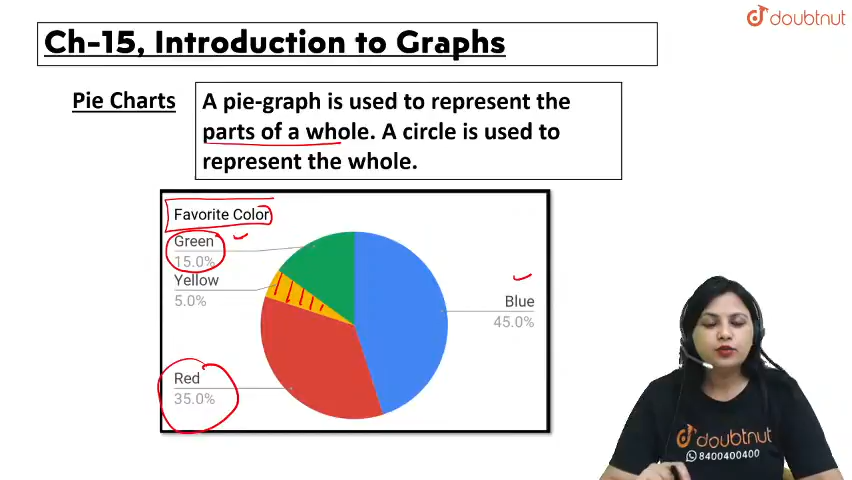 Ch-15, Introduction to Graphs
doubtnut
Pie Charts
A pie-graph is used to represent the
parts of a whole. A circle is used to
represent the whole.
Favorite Color
Green
15.0%
Yellow
5.0%
Blue
45.0%
Red
35.0%
doubtnut
8400400400